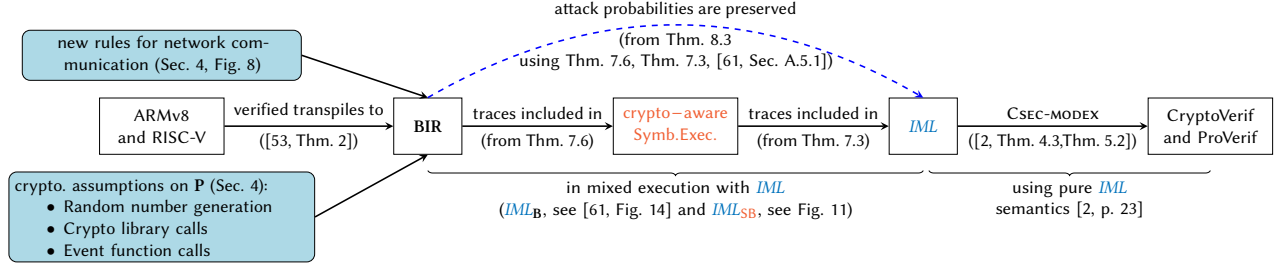 attack probabilities are preserved
(from Thm. 8.3
using Thm. 7.6, Thm. 7.3, [61, Sec. A.5.1])
new rules for network com-
munication (Sec. 4, Fig. 8)
ARMv8
and RISC-V
verified transpiles to
([53, Thm. 2])
BIR
traces included in
(from Thm. 7.6)
crypto−aware
Symb.Exec.
traces included in
(from Thm. 7.3)
IML
CSEC-MODEX
([2, Thm. 4.3,Thm. 5.2])
CryptoVerif
and ProVerif
crypto. assumptions on P (Sec. 4):
• Random number generation
• Crypto library calls
• Event function calls
in mixed execution with IML
(IMLB, see [61, Fig. 14] and IMLSB, see Fig. 11)
using pure IML
semantics [2, p. 23]